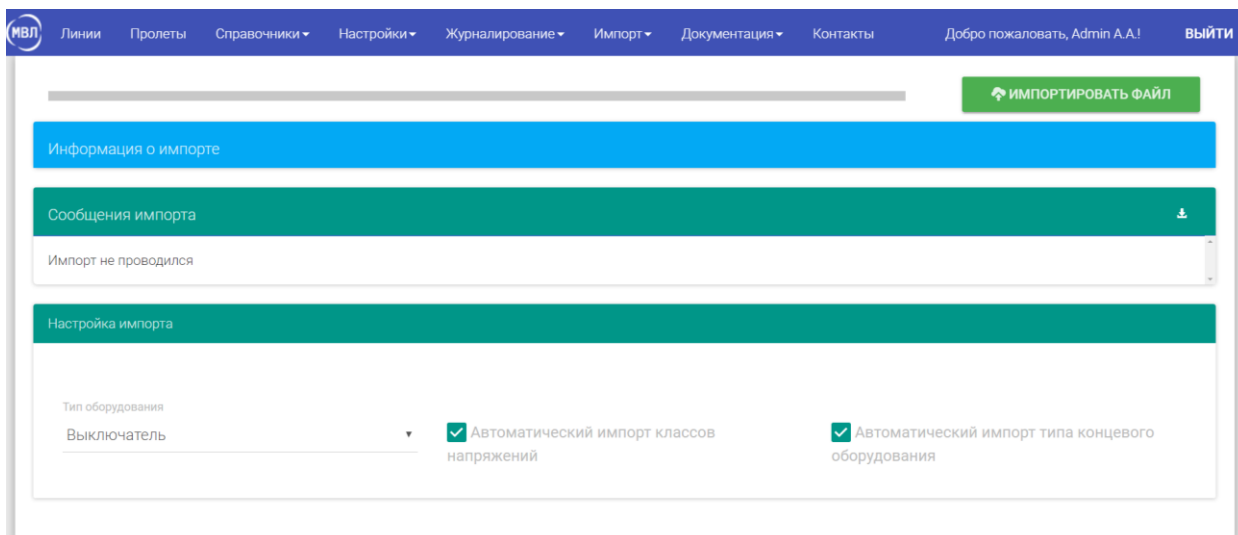 МВЛ Линии Пролеты Справочники Настройки Журналирование Импорт Документация Контакты Добро пожаловать, Admin A.A.! ВЫЙТИ
ИМПОРТИРОВАТЬ ФАЙЛ
Информация о импорте
Сообщения импорта
Импорт не проводился
Настройка импорта
Тип оборудования
Выключатель
Автоматический импорт классов
напряжений
Автоматический импорт типа концевого
оборудования